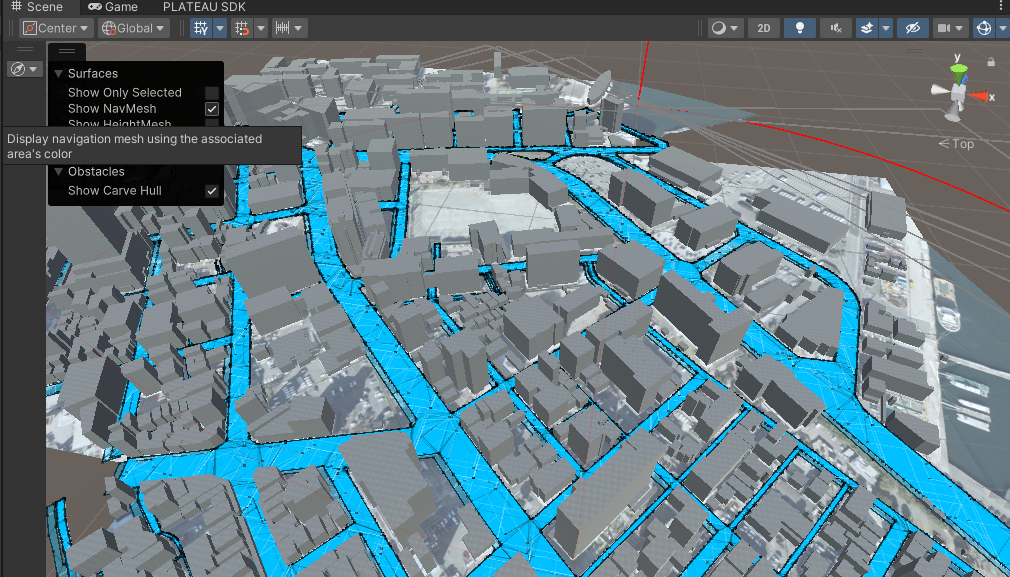 Scene
Game
PLATEAU SDK
Center
Global
2D
Surfaces
Show Only Selected
Show NavMesh
Show HeightMesh
Display navigation mesh using the associated
area's color
Obstacles
Show Carve Hull
y
x
Top